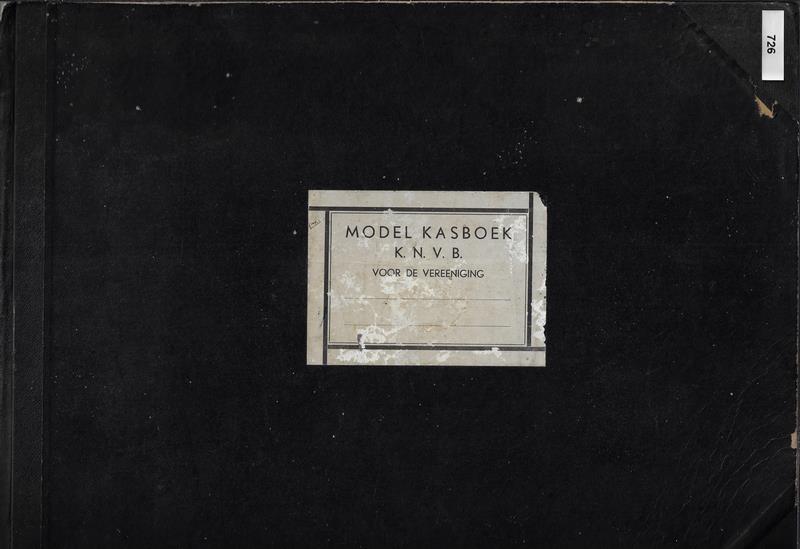 726
MODEL KASBOEK
K. N. V. B.
VOOR DE VEREENIGING